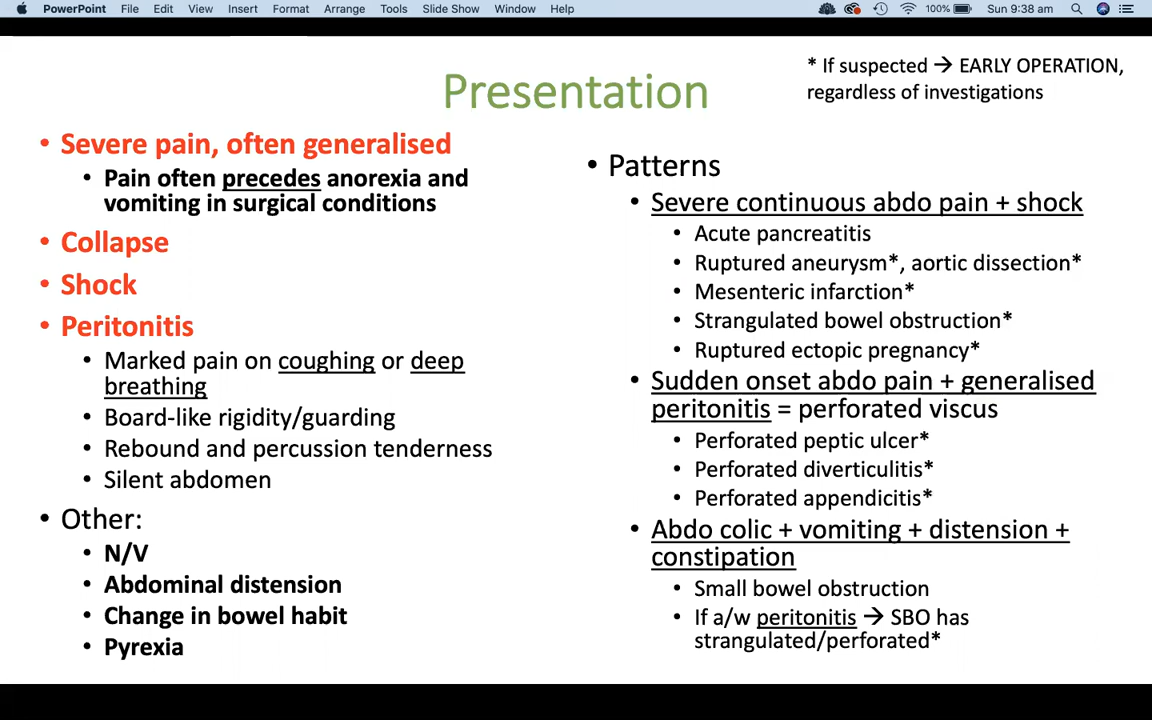 PowerPoint File Edit View Insert Format Arrange Tools Slide Show Window Help 100% Sun 9:38 am
Presentation
* If suspected → EARLY OPERATION,
regardless of investigations
• Severe pain, often generalised
• Pain often precedes anorexia and
vomiting in surgical conditions
• Collapse
• Shock
• Peritonitis
• Marked pain on coughing or deep
breathing
• Board-like rigidity/guarding
• Rebound and percussion tenderness
• Silent abdomen
• Other:
• N/V
• Abdominal distension
• Change in bowel habit
• Pyrexia
• Patterns
• Severe continuous abdo pain + shock
• Acute pancreatitis
• Ruptured aneurysm*, aortic dissection*
• Mesenteric infarction*
• Strangulated bowel obstruction*
• Ruptured ectopic pregnancy*
• Sudden onset abdo pain + generalised
peritonitis = perforated viscus
• Perforated peptic ulcer*
• Perforated diverticulitis*
• Perforated appendicitis*
• Abdo colic + vomiting + distension +
constipation
• Small bowel obstruction
• If a/w peritonitis → SBO has
strangulated/perforated*